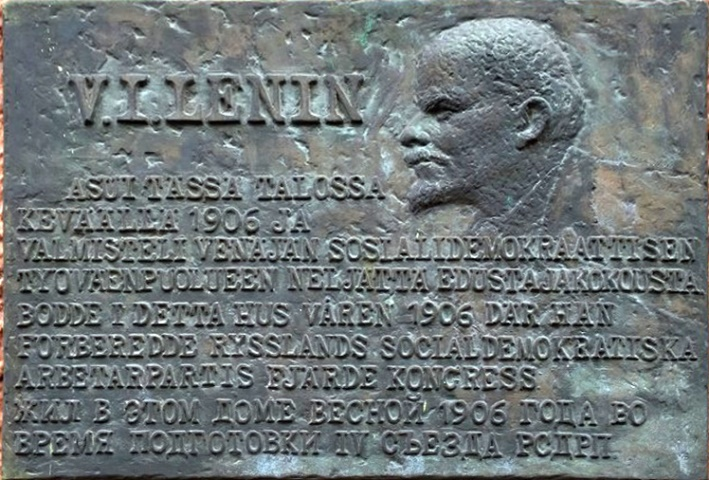 V.I.LENIN
ASUI TÄSSÄ TALOSSA
KEVÄÄLLÄ 1906 JA
VALMISTELI VENÄJÄN SOSIALIDEMOKRAATTISEN
TYÖVÄENPUOLUEEN NELJÄTTÄ EDUSTAJAKOKOUSTA
BODDE I DETTA HUS VÅREN 1906 DÄR HAN
FÖRBEREDDE RYSSLANDS SOCIALDEMOKRATISKA
ARBETARPARTIS FJÄRDE KONGRESS
ЖИЛ В ЭТОМ ДОМЕ ВЕСНОЙ 1906 ГОДА ВО
ВРЕМЯ ПОДГОТОВКИ IV СЪЕЗДА РСДРП